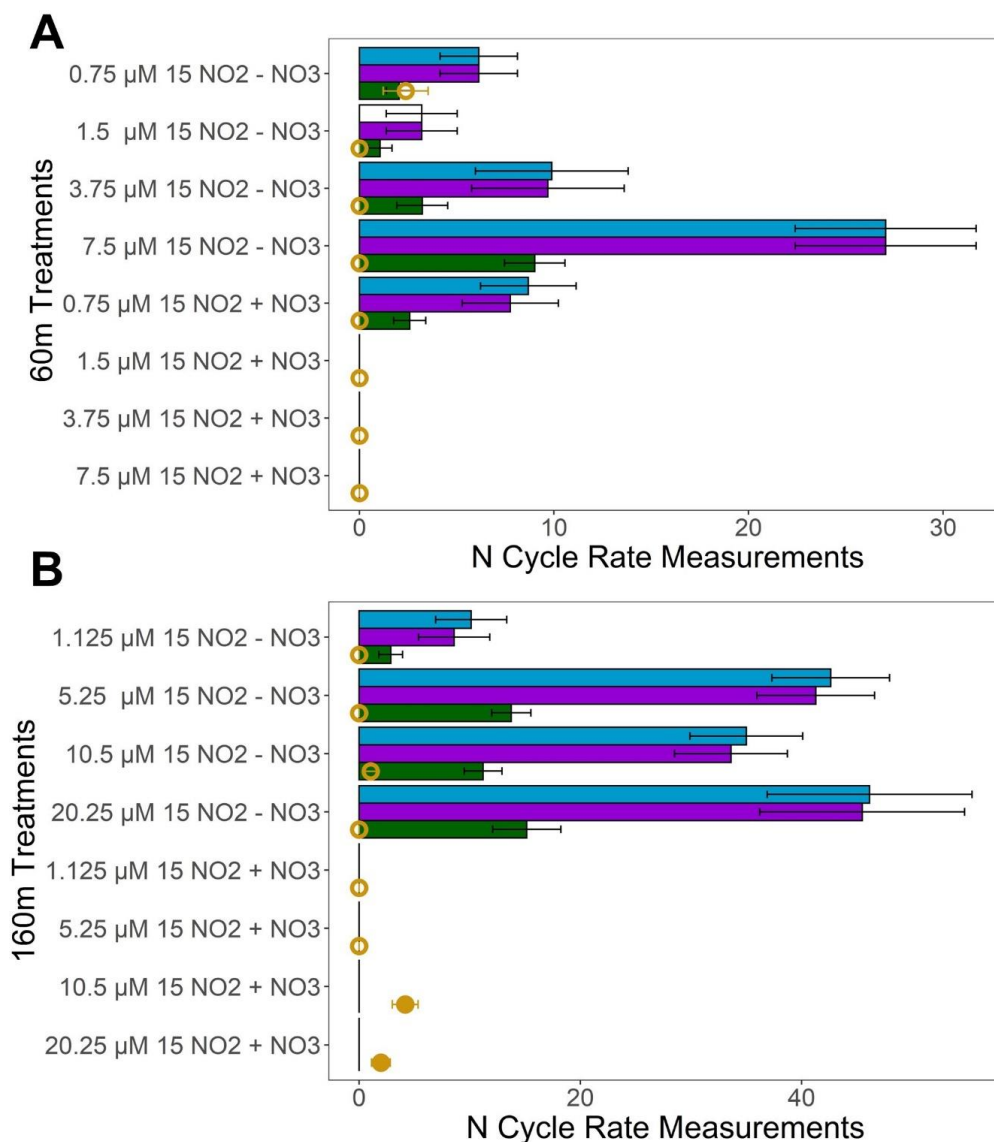 A
0.75 µM 15 NO2 - NO3
1.5  µM 15 NO2 - NO3
3.75 µM 15 NO2 - NO3
7.5 µM 15 NO2 - NO3
0.75 µM 15 NO2 + NO3
1.5 µM 15 NO2 + NO3
3.75 µM 15 NO2 + NO3
7.5 µM 15 NO2 + NO3
60m Treatments
0 10 20 30
N Cycle Rate Measurements
B
1.125 µM 15 NO2 - NO3
5.25  µM 15 NO2 - NO3
10.5 µM 15 NO2 - NO3
20.25 µM 15 NO2 - NO3
1.125 µM 15 NO2 + NO3
5.25 µM 15 NO2 + NO3
10.5 µM 15 NO2 + NO3
20.25 µM 15 NO2 + NO3
160m Treatments
0 20 40
N Cycle Rate Measurements